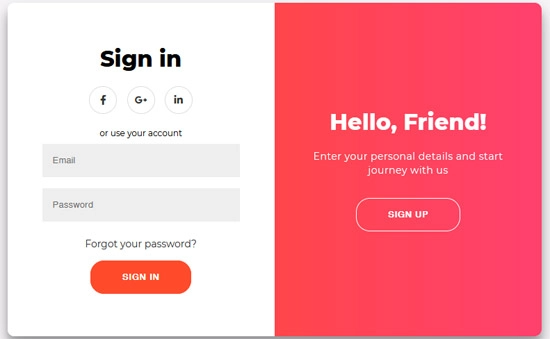 Sign in
f G+ in
or use your account
Email
Password
Forgot your password?
SIGN IN
Hello, Friend!
Enter your personal details and start
journey with us
SIGN UP